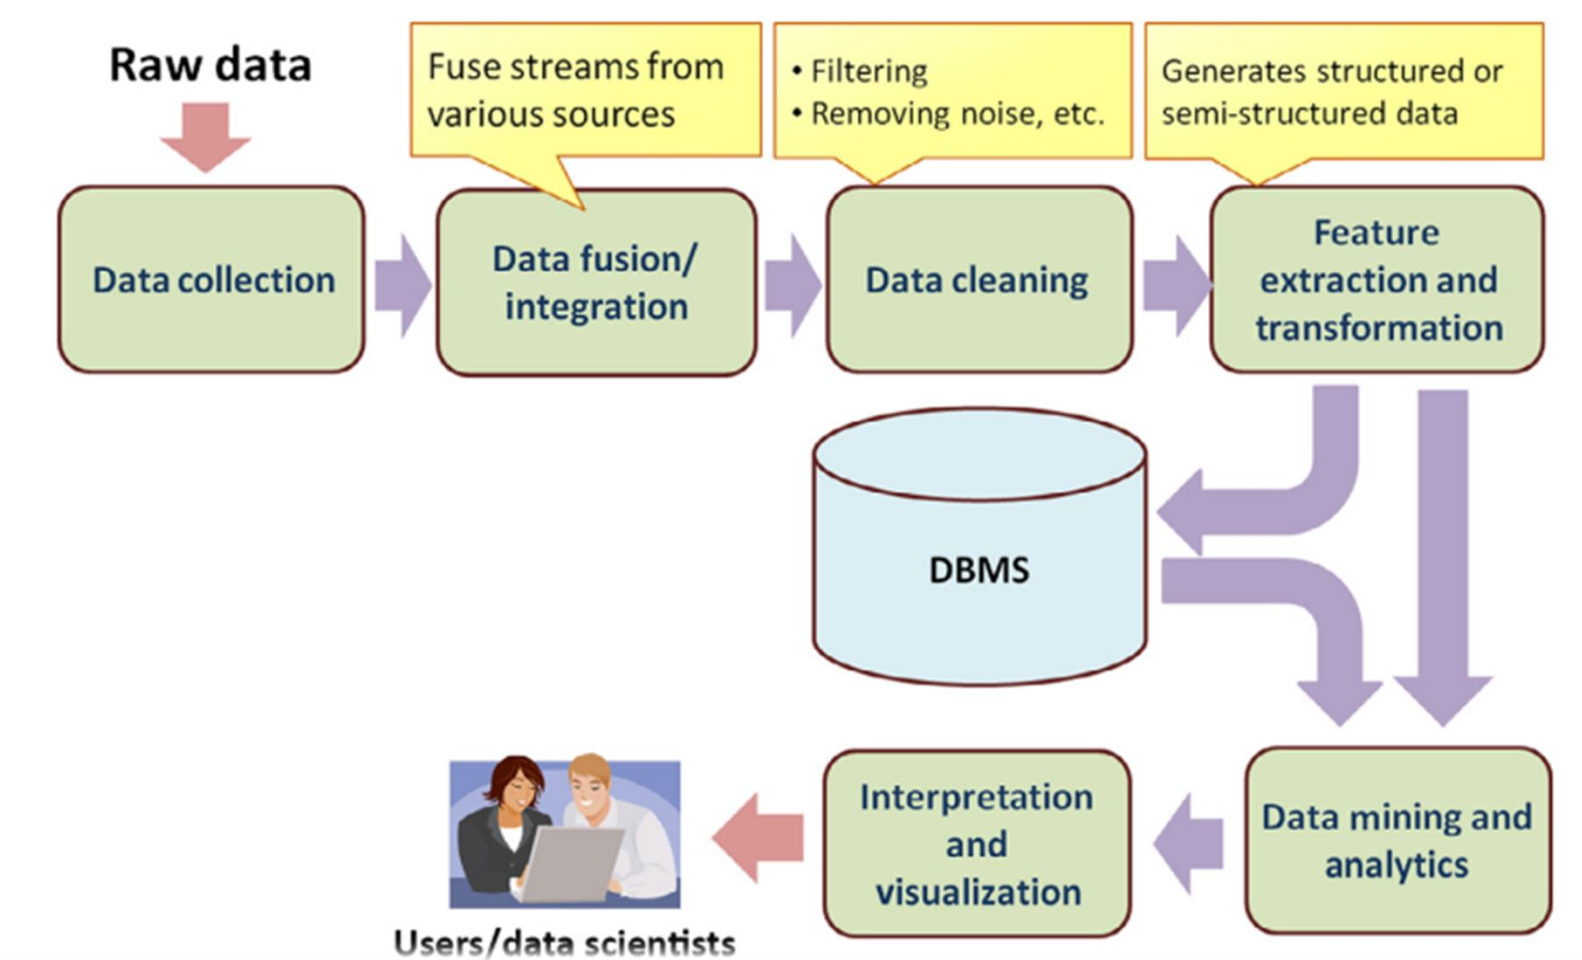 Raw data
Fuse streams from
various sources
• Filtering
• Removing noise, etc.
Generates structured or
semi-structured data
Data collection
Data fusion/
integration
Data cleaning
Feature
extraction and
transformation
DBMS
Data mining and
analytics
Interpretation
and
visualization
Users/data scientists